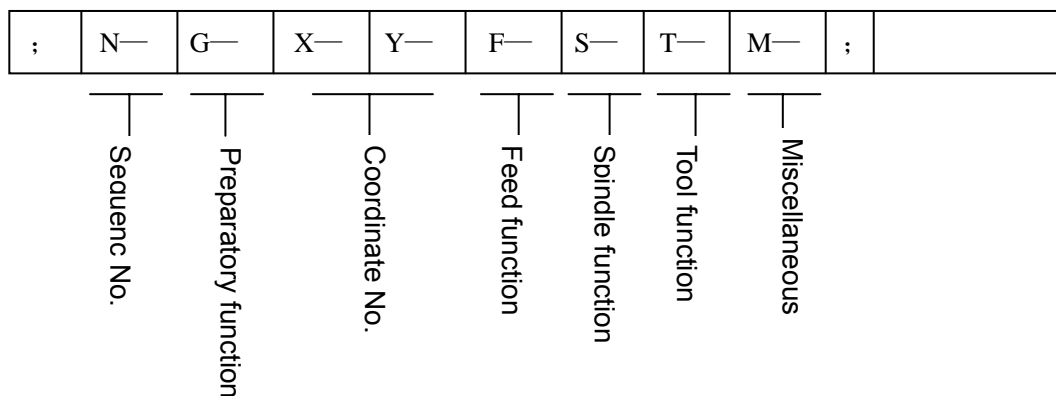 ; N— G— X— Y— F— S— T— M— ;
Sequenc No.
Preparatory function
Coordinate No.
Feed function
Spindle function
Tool function
Miscellaneous